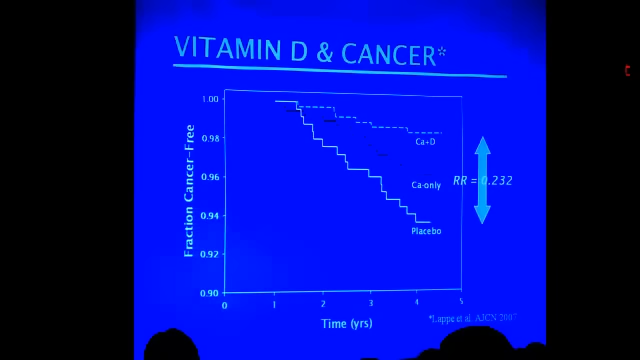 VITAMIN D & CANCER*
Fraction Cancer-Free
1.00
0.98
0.96
0.94
0.92
0.90
0
1
2
3
4
5
Time (yrs)
Ca+D
Ca-only
Placebo
RR = 0.232
*Lappe et al. AJCN 2007